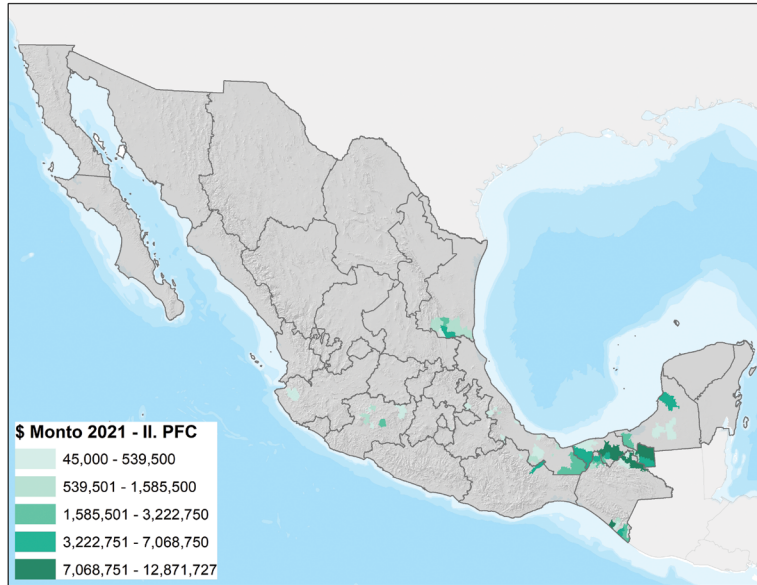 $ Monto 2021 - II. PFC
45,000 - 539,500
539,501 - 1,585,500
1,585,501 - 3,222,750
3,222,751 - 7,068,750
7,068,751 - 12,871,727